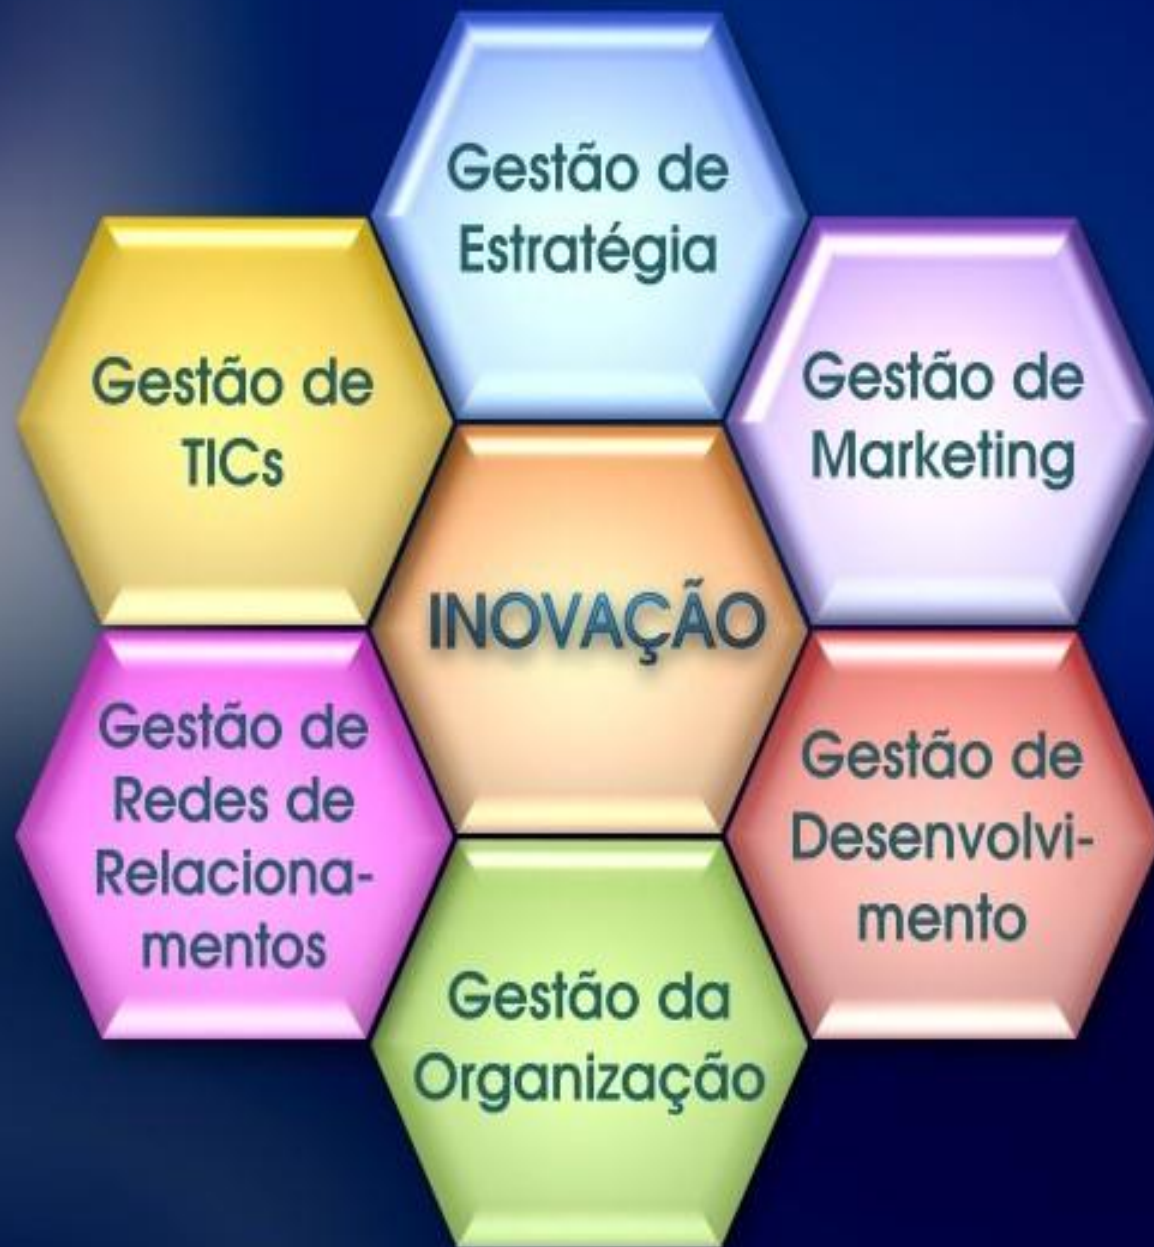 Gestão de
Estratégia
Gestão de
TICs
Gestão de
Marketing
INOVAÇÃO
Gestão de
Redes de
Relaciona-
mentos
Gestão de
Desenvolvi-
mento
Gestão da
Organização